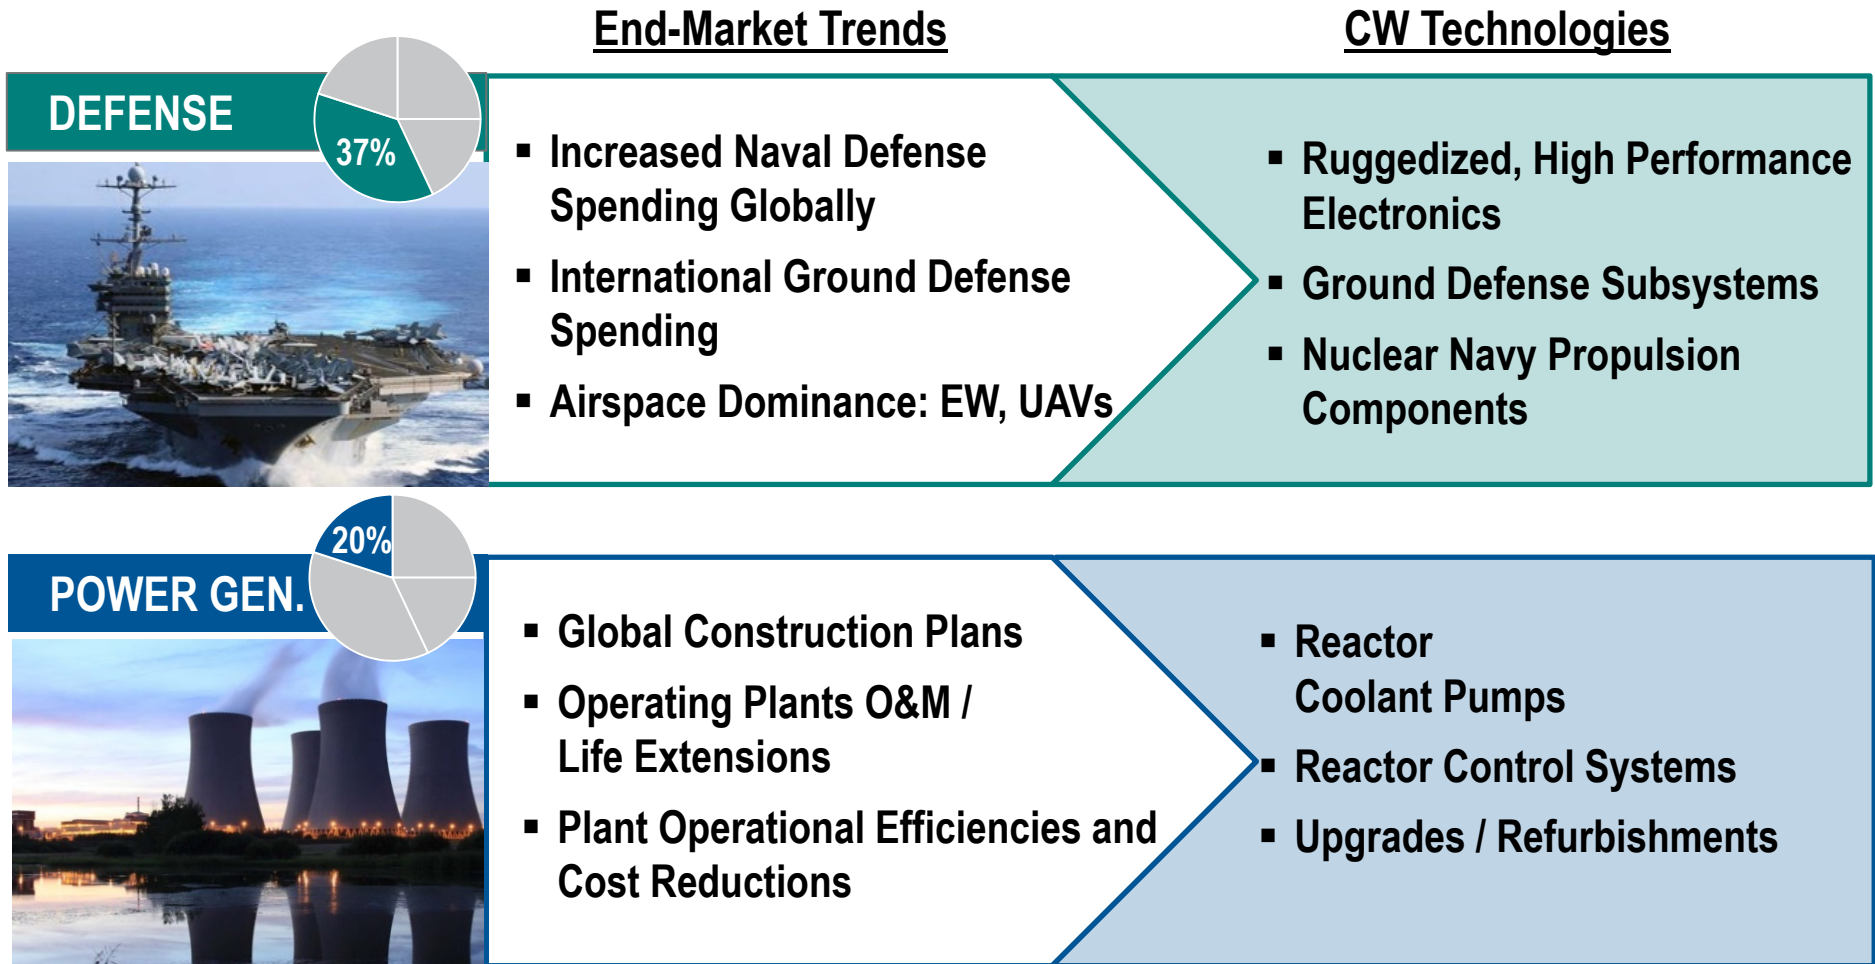 End-Market Trends
CW Technologies
DEFENSE
37%
▪ Increased Naval Defense
Spending Globally
▪ International Ground Defense
Spending
▪ Airspace Dominance: EW, UAVs
▪ Ruggedized, High Performance
Electronics
▪ Ground Defense Subsystems
▪ Nuclear Navy Propulsion
Components
20%
POWER GEN.
▪ Global Construction Plans
▪ Operating Plants O&M /
Life Extensions
▪ Plant Operational Efficiencies and
Cost Reductions
▪ Reactor
Coolant Pumps
▪ Reactor Control Systems
▪ Upgrades / Refurbishments